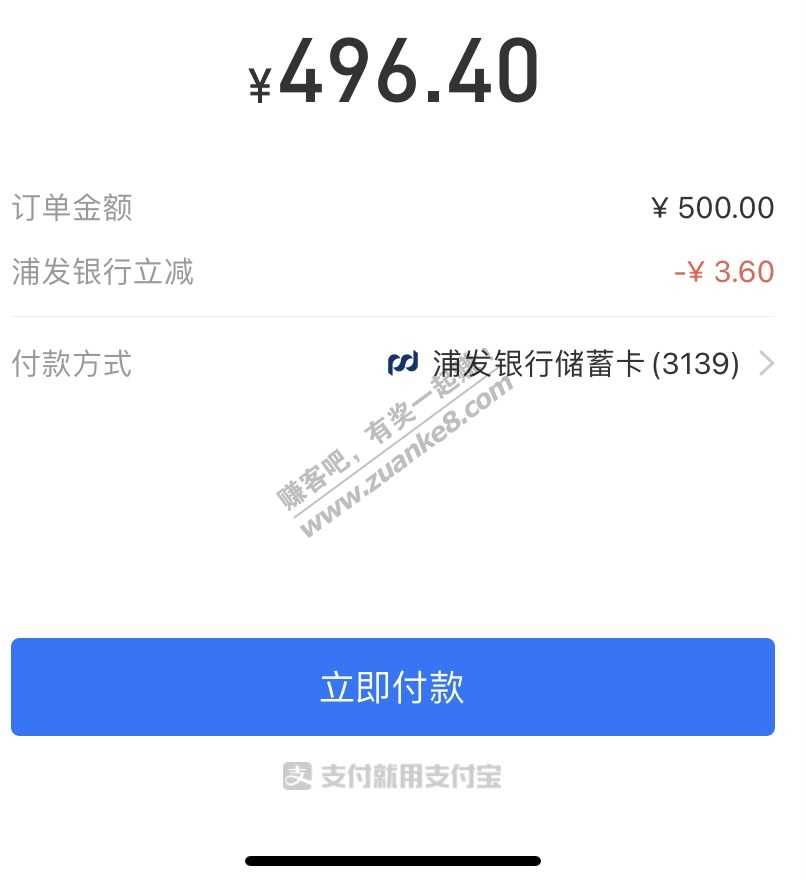 ¥496.40
订单金额 ¥ 500.00
浦发银行立减 -¥ 3.60
付款方式 浦发银行储蓄卡(3139)
赚客吧，有奖一起赚！
www.zuanke8.com
立即付款
支 支付就用支付宝